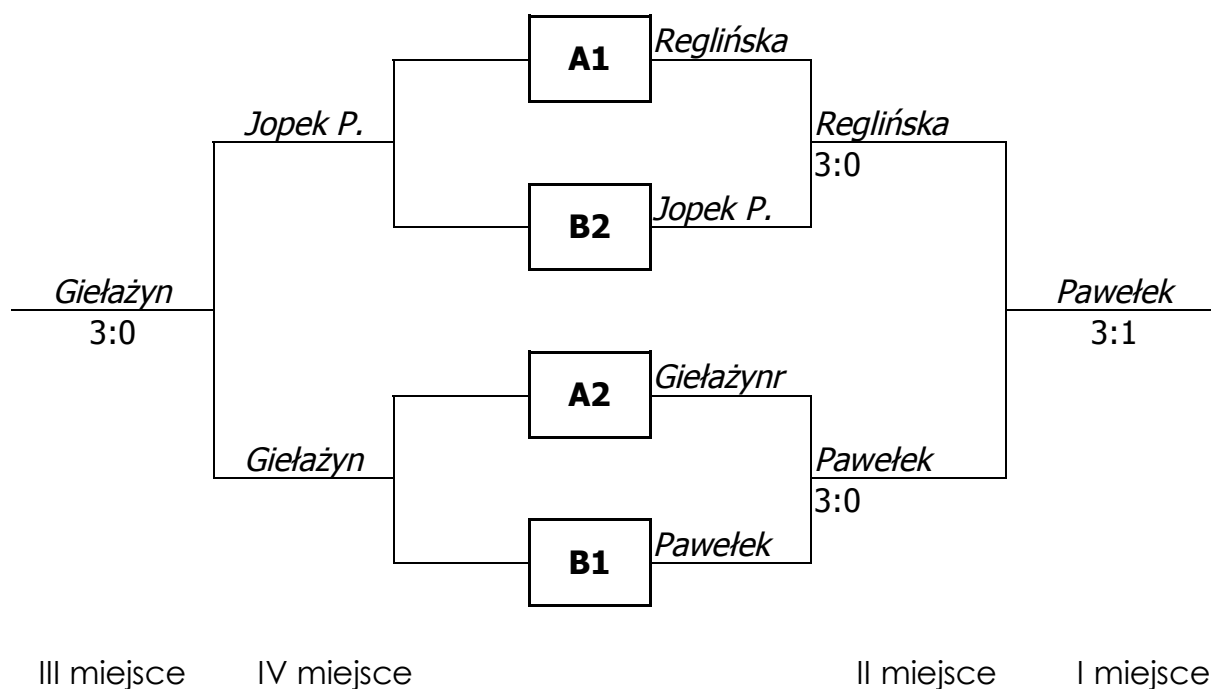 A1 Reglińska
Jopek P. Reglińska
3:0
B2 Jopek P.
Giełażyn Pawełek
3:0 3:1
A2 Giełażynr
Giełażyn Pawełek
3:0
B1 Pawełek
III miejsce IV miejsce II miejsce I miejsce